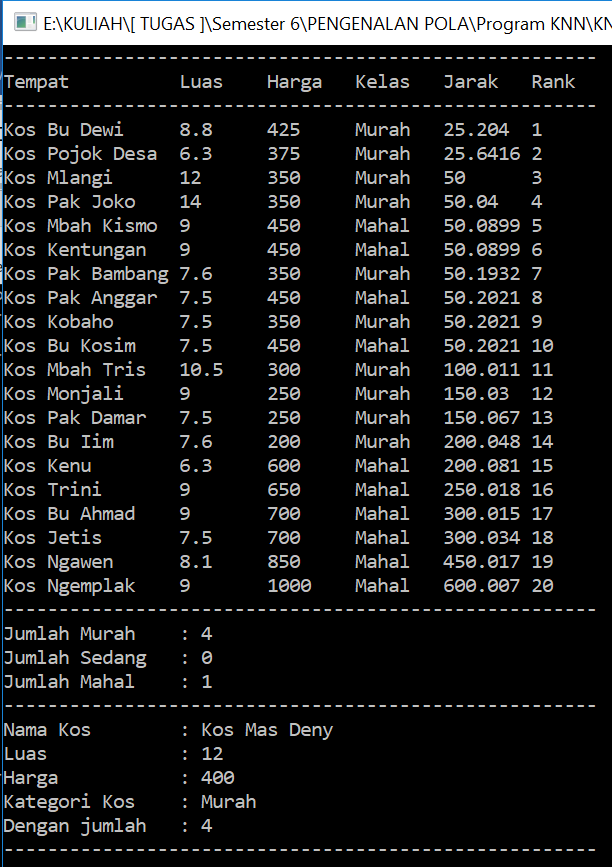 E:\KULIAH\[ TUGAS ]\Semester 6\PENGENALAN POLA\Program KNN\KN
------------------------------------------------------
Tempat Luas Harga Kelas Jarak Rank
------------------------------------------------------
Kos Bu Dewi 8.8 425 Murah 25.204 1
Kos Pojok Desa 6.3 375 Murah 25.6416 2
Kos Mlangi 12 350 Murah 50 3
Kos Pak Joko 14 350 Murah 50.04 4
Kos Mbah Kismo 9 450 Mahal 50.0899 5
Kos Kentungan 9 450 Mahal 50.0899 6
Kos Pak Bambang 7.6 350 Murah 50.1932 7
Kos Pak Anggar 7.5 450 Mahal 50.2021 8
Kos Kobaho 7.5 350 Murah 50.2021 9
Kos Bu Kosim 7.5 450 Mahal 50.2021 10
Kos Mbah Tris 10.5 300 Murah 100.011 11
Kos Monjali 9 250 Murah 150.03 12
Kos Pak Damar 7.5 250 Murah 150.067 13
Kos Bu Iim 7.6 200 Murah 200.048 14
Kos Kenu 6.3 600 Mahal 200.081 15
Kos Trini 9 650 Mahal 250.018 16
Kos Bu Ahmad 9 700 Mahal 300.015 17
Kos Jetis 7.5 700 Mahal 300.034 18
Kos Ngawen 8.1 850 Mahal 450.017 19
Kos Ngemplak 9 1000 Mahal 600.007 20
------------------------------------------------------
Jumlah Murah : 4
Jumlah Sedang : 0
Jumlah Mahal : 1
------------------------------------------------------
Nama Kos : Kos Mas Deny
Luas : 12
Harga : 400
Kategori Kos : Murah
Dengan jumlah : 4
------------------------------------------------------